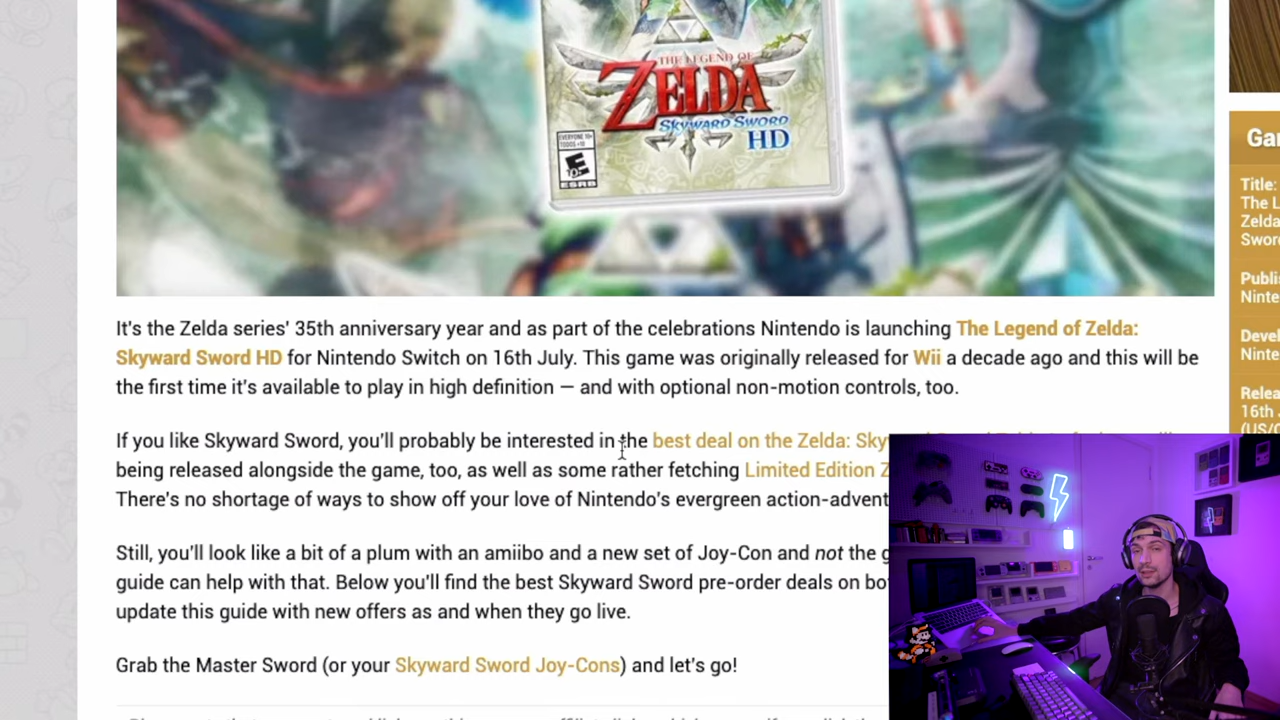 THE LEGEND OF
ZELDA
SKYWARD SWORD
HD
EVERYONE 10+
ESRB
It's the Zelda series' 35th anniversary year and as part of the celebrations Nintendo is launching The Legend of Zelda:
Skyward Sword HD for Nintendo Switch on 16th July. This game was originally released for Wii a decade ago and this will be
the first time it's available to play in high definition — and with optional non-motion controls, too.
If you like Skyward Sword, you'll probably be interested in the best deal on the Zelda: Sky
being released alongside the game, too, as well as some rather fetching Limited Edition Z
There's no shortage of ways to show off your love of Nintendo's evergreen action-advent
Still, you'll look like a bit of a plum with an amiibo and a new set of Joy-Con and not the g
guide can help with that. Below you'll find the best Skyward Sword pre-order deals on bo
update this guide with new offers as and when they go live.
Grab the Master Sword (or your Skyward Sword Joy-Cons) and let's go!
Gam
Title:
The L
Zelda
Sword
Publi
Ninte
Devel
Ninte
Relea
16th
(US/C